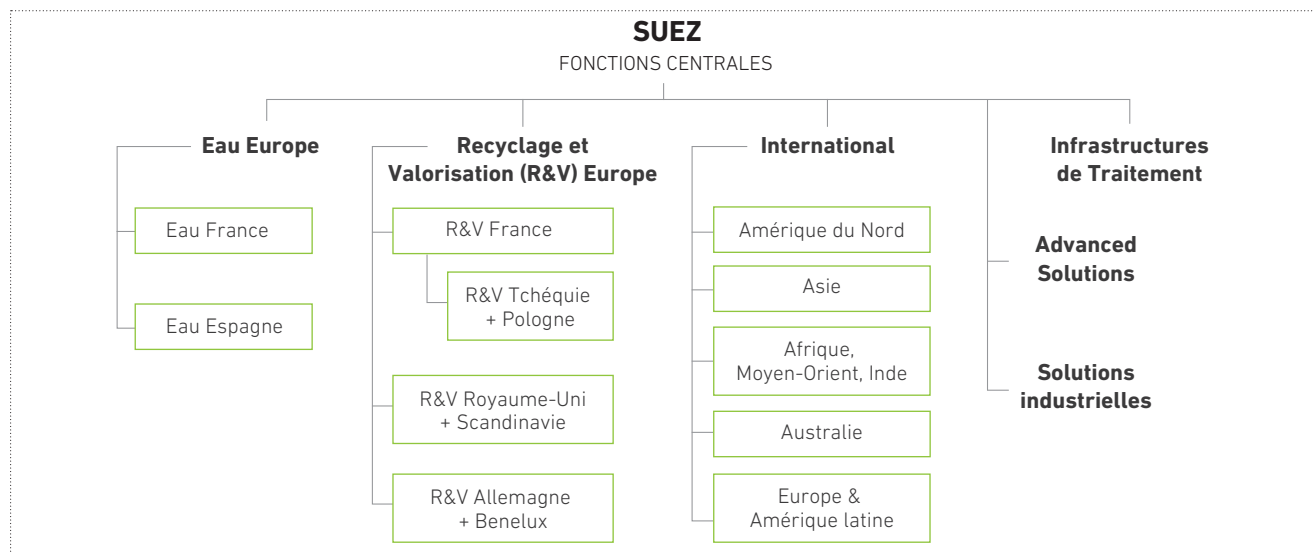 SUEZ
FONCTIONS CENTRALES
Eau Europe
Eau France
Eau Espagne
Recyclage et
Valorisation (R&V) Europe
R&V France
R&V Tchéquie
+ Pologne
R&V Royaume-Uni
+ Scandinavie
R&V Allemagne
+ Benelux
International
Amérique du Nord
Asie
Afrique,
Moyen-Orient, Inde
Australie
Europe &
Amérique latine
Infrastructures
de Traitement
Advanced
Solutions
Solutions
industrielles